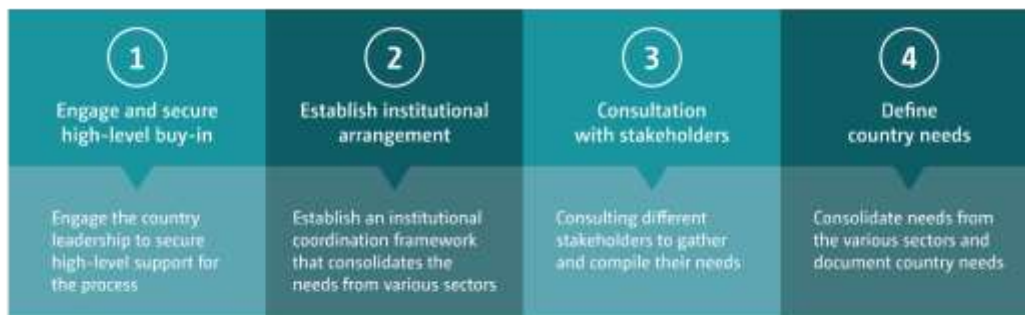 1
Engage and secure
high-level buy-in
Engage the country
leadership to secure
high-level support for
the process
2
Establish institutional
arrangement
Establish an institutional
coordination framework
that consolidates the
needs from various sectors
3
Consultation
with stakeholders
Consulting different
stakeholders to gather
and compile their needs
4
Define
country needs
Consolidate needs from
the various sectors and
document country needs